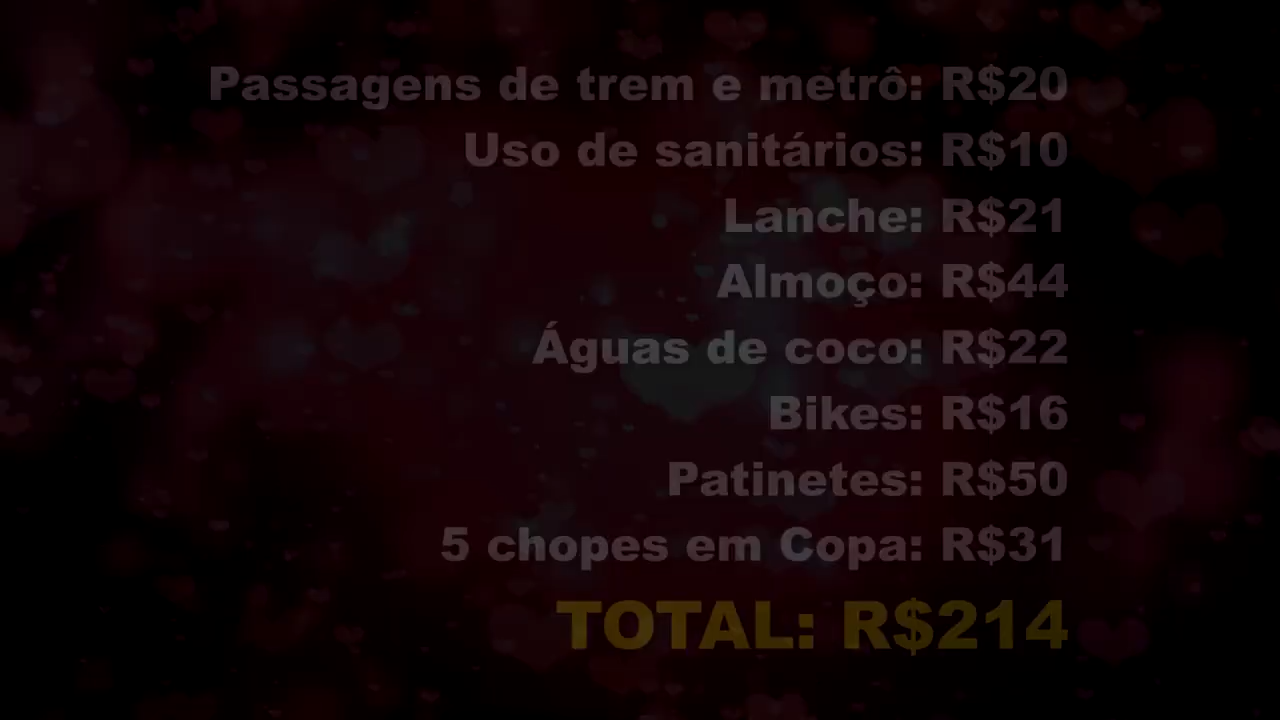 Passagens de trem e metrô: R$20
Uso de sanitários: R$10
Lanche: R$21
Almoço: R$44
Águas de coco: R$22
Bikes: R$16
Patinetes: R$50
5 chopes em Copa: R$31
TOTAL: R$214